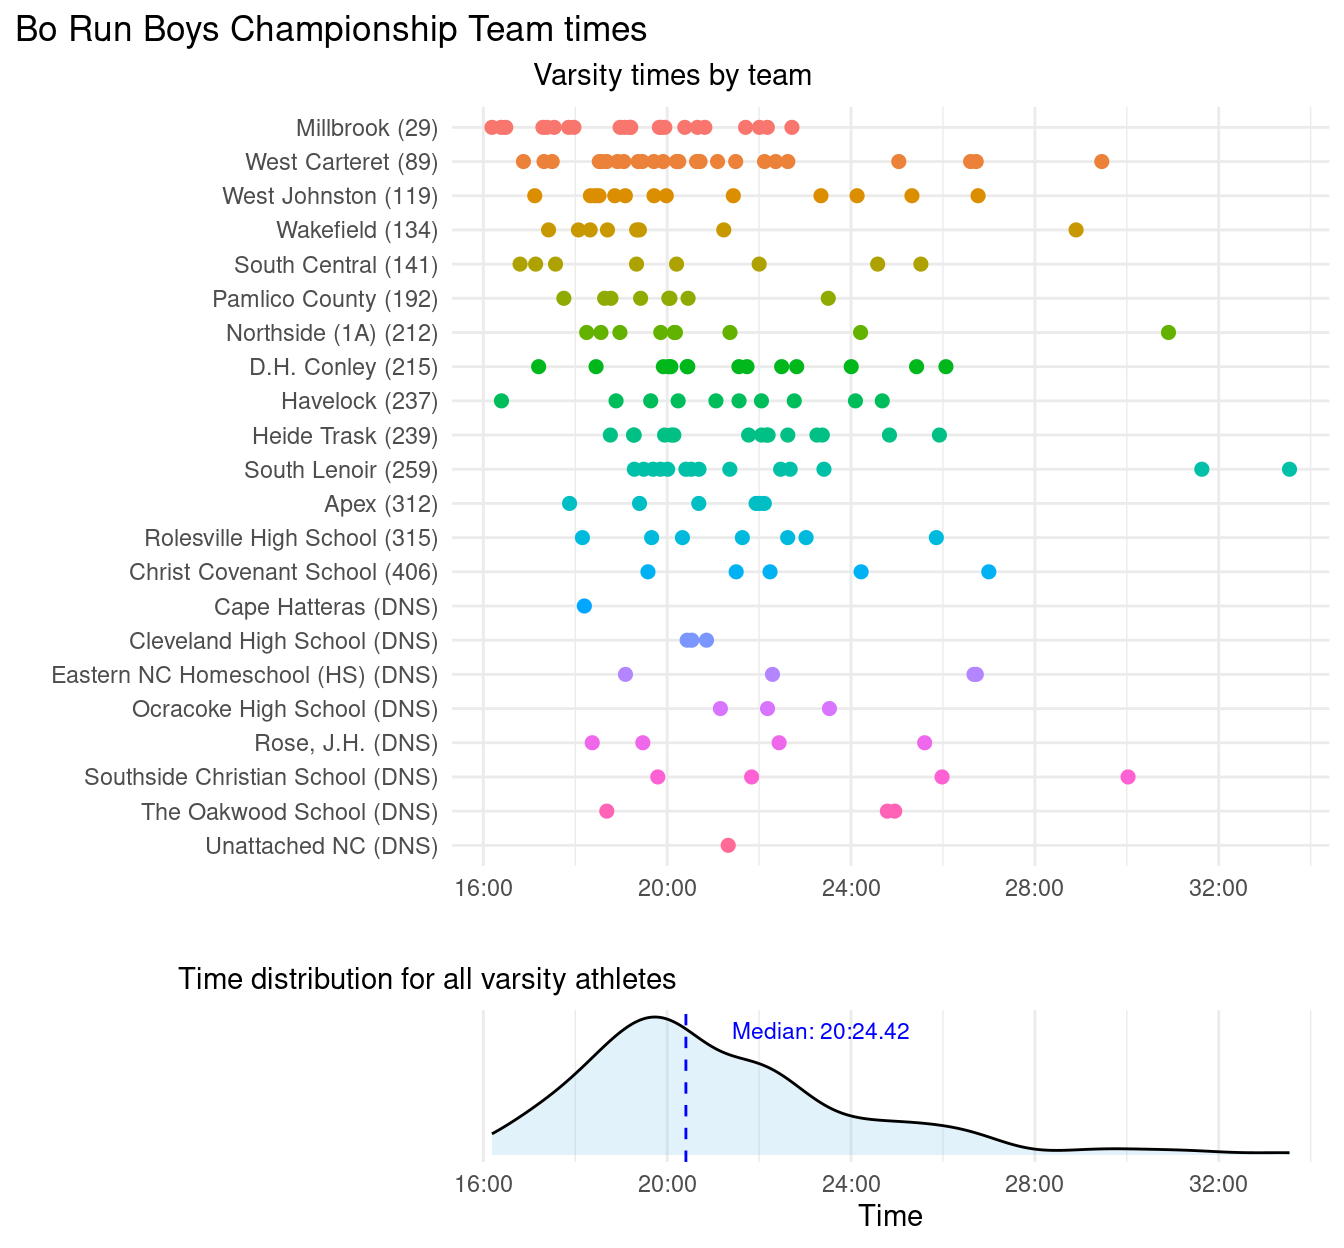 Bo Run Boys Championship Team times
Varsity times by team
Millbrook (29)
West Carteret (89)
West Johnston (119)
Wakefield (134)
South Central (141)
Pamlico County (192)
Northside (1A) (212)
D.H. Conley (215)
Havelock (237)
Heide Trask (239)
South Lenoir (259)
Apex (312)
Rolesville High School (315)
Christ Covenant School (406)
Cape Hatteras (DNS)
Cleveland High School (DNS)
Eastern NC Homeschool (HS) (DNS)
Ocracoke High School (DNS)
Rose, J.H. (DNS)
Southside Christian School (DNS)
The Oakwood School (DNS)
Unattached NC (DNS)
16:00 20:00 24:00 28:00 32:00
Time distribution for all varsity athletes
Median: 20:24.42
16:00 20:00 24:00 28:00 32:00
Time